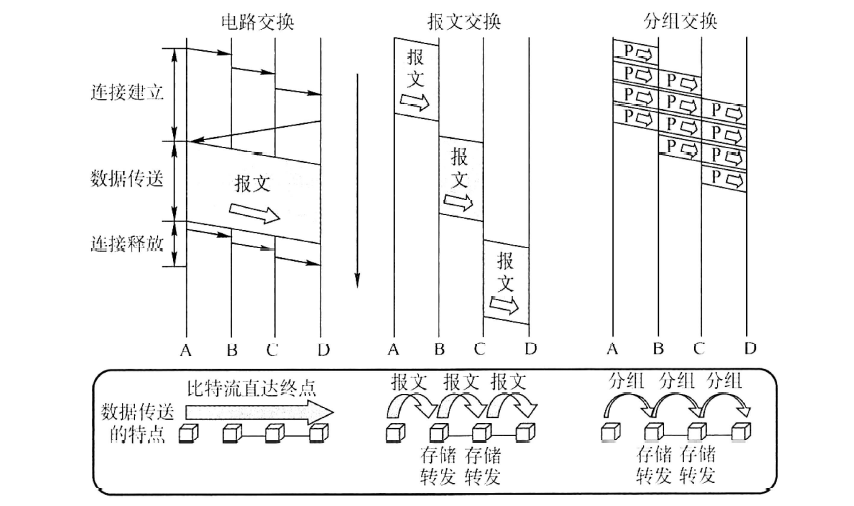 电路交换
报文交换
分组交换
连接建立
数据传送
连接释放
报文
报
文
报
文
报
文
P
P P
P P P
P P P
P P
P
A B C D
A B C D
A B C D
数据传送
的特点
比特流直达终点
报文 报文 报文
存储 存储
转发 转发
分组 分组 分组
存储 存储
转发 转发